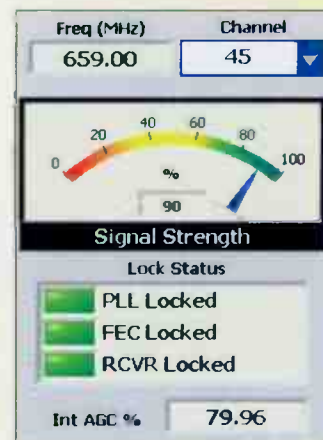 Freq (MHz) Channel
659.00 45
0 20 40 60 80 100
%
90
Signal Strength
Lock Status
PLL Locked
FEC Locked
RCVR Locked
Int AGC % 79.96